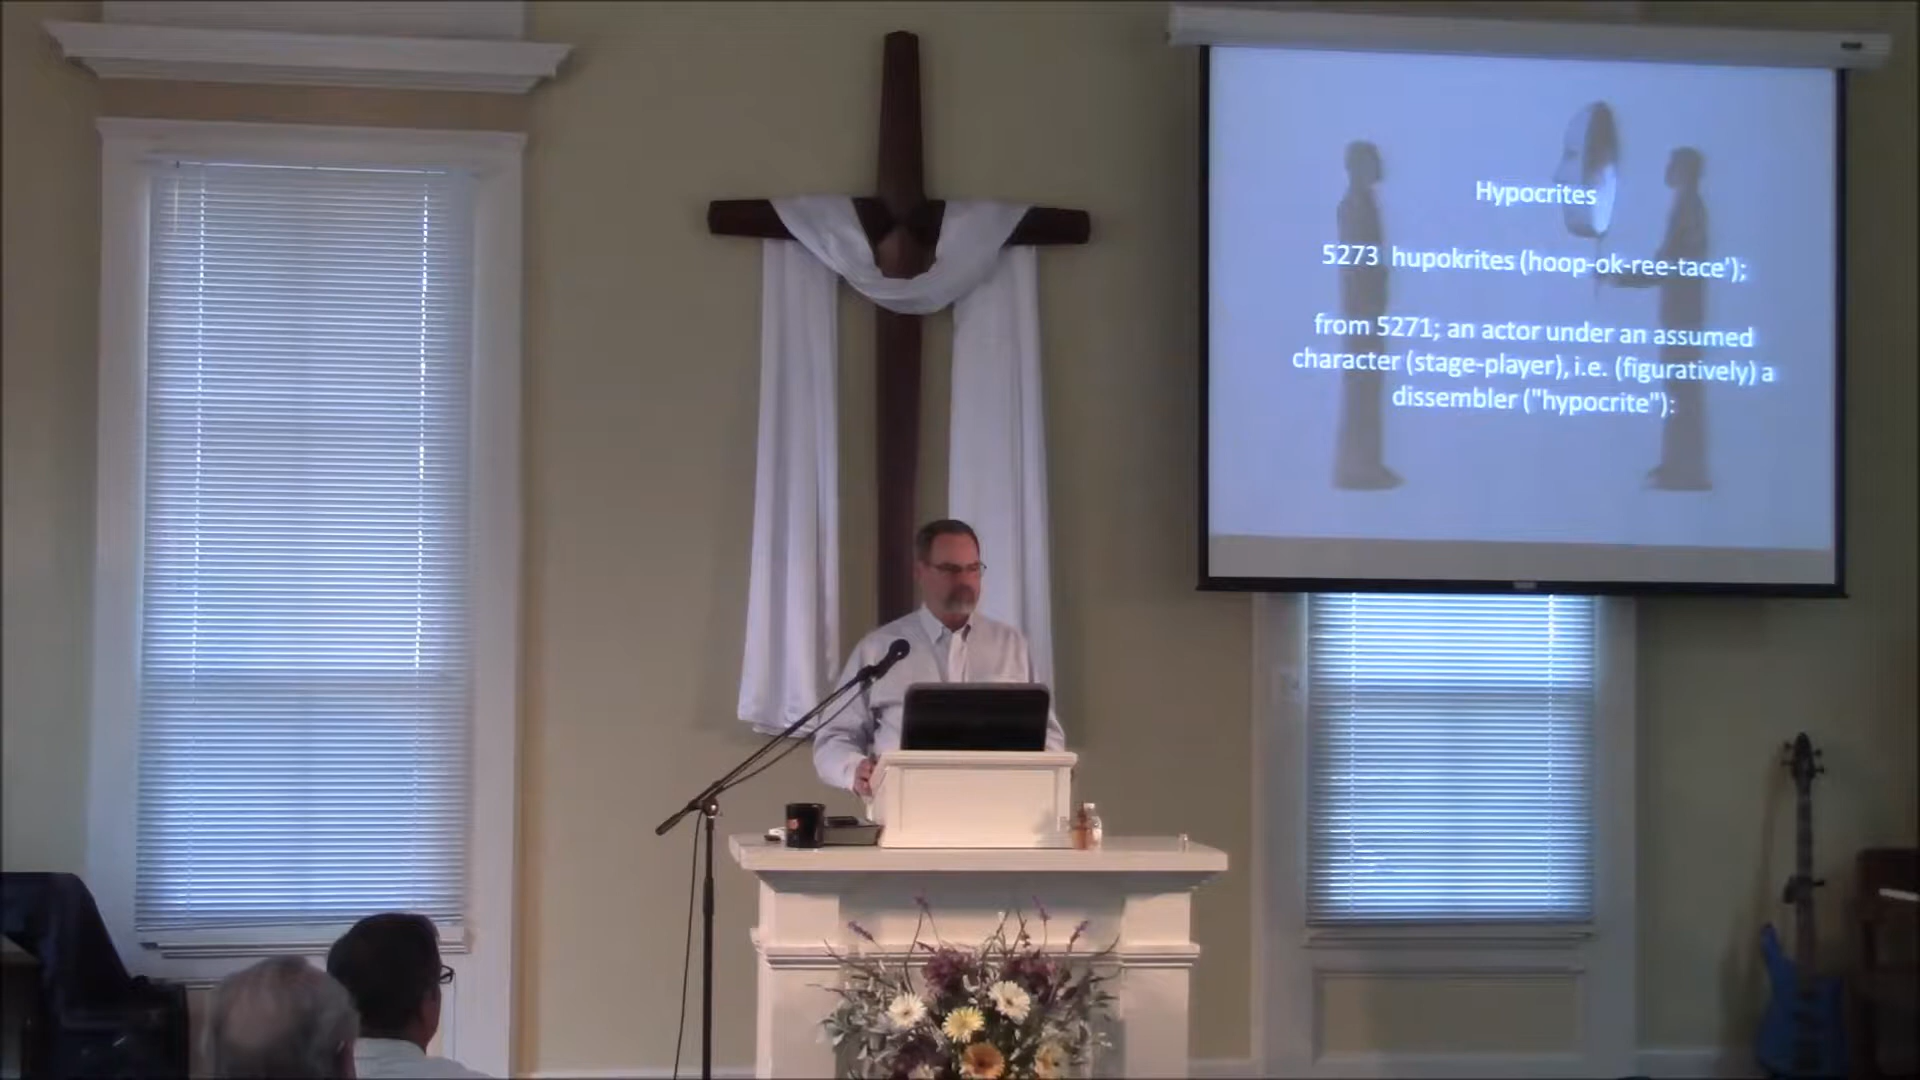 Hypocrites
5273 hupokrites (hoop-ok-ree-tace');
from 5271; an actor under an assumed
character (stage-player), i.e. (figuratively) a
dissembler ("hypocrite"):